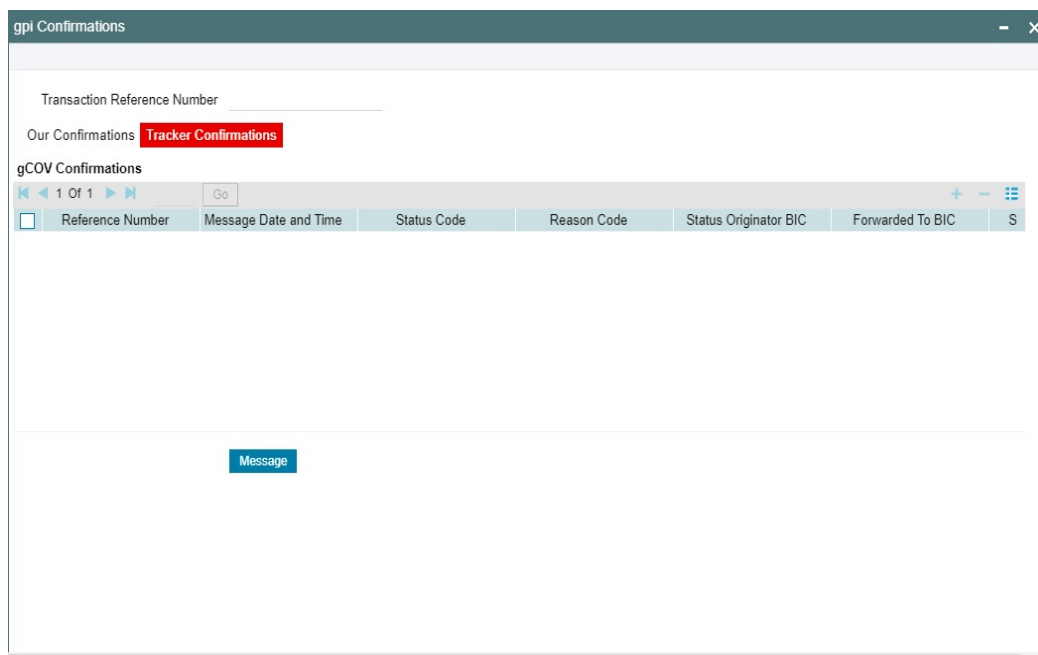 gpi Confirmations
Transaction Reference Number
Our Confirmations Tracker Confirmations
gCOV Confirmations
1 Of 1 Go
Reference Number Message Date and Time Status Code Reason Code Status Originator BIC Forwarded To BIC S
Message